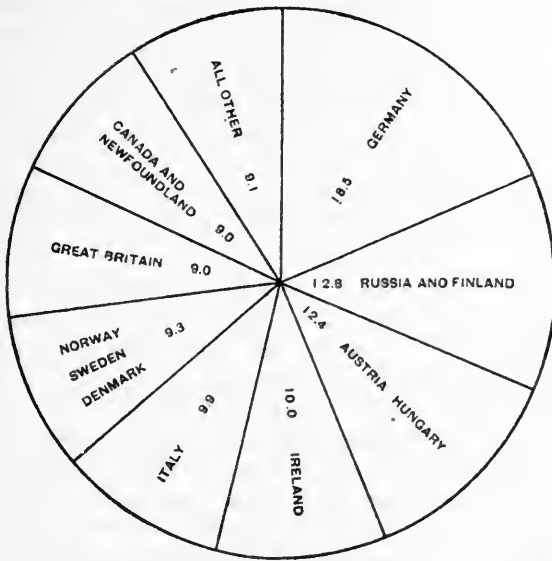 GERMANY
18.5
12.8 RUSSIA AND FINLAND
12.4 AUSTRIA HUNGARY
10.0
IRELAND
9.9
ITALY
9.3
NORWAY
SWEDEN
DENMARK
GREAT BRITAIN 9.0
CANADA AND
NEWFOUNDLAND 9.0
ALL OTHER 9.1